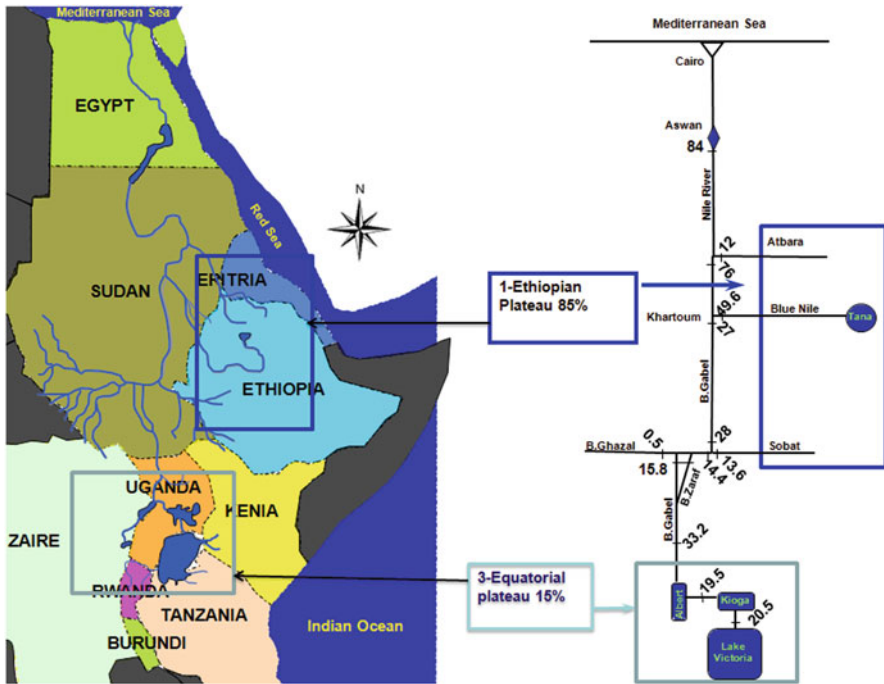 Mediterranean Sea
EGYPT
Red Sea
N
SUDAN
ERITRIA
ETHIOPIA
UGANDA
KENIA
ZAIRE
RWANDA
TANZANIA
BURUNDI
Indian Ocean
1-Ethiopian
Plateau 85%
3-Equatorial
plateau 15%
Mediterranean Sea
Cairo
Aswan
84
Nile River
12
Atbara
76
49.6
Blue Nile
Tana
Khartoum
27
B.Gabel
28
B.Ghazal
0.5
Sobat
15.8
14.4
13.6
B.Zaraf
B.Gabel
33.2
Albert
19.5
Kioga
20.5
Lake
Victoria